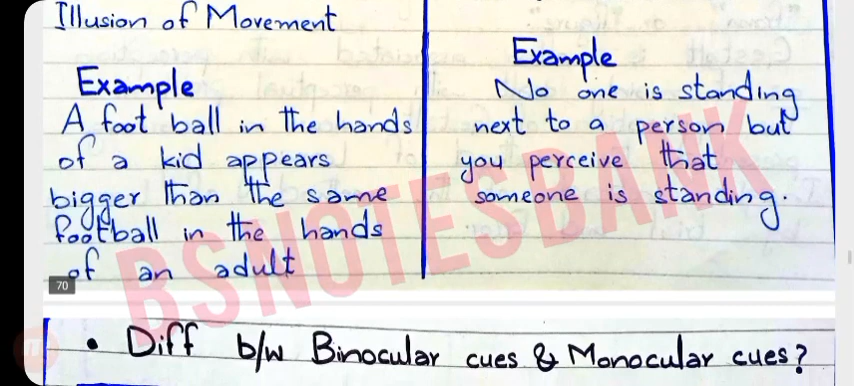 Illusion of Movement
Example
A foot ball in the hands
of a kid appears
bigger than the same
football in the hands
of an adult
Example
No one is standing
next to a person but
you perceive that
someone is standing.
BSNOTESBANK
70
• Diff b/w Binocular cues & Monocular cues?